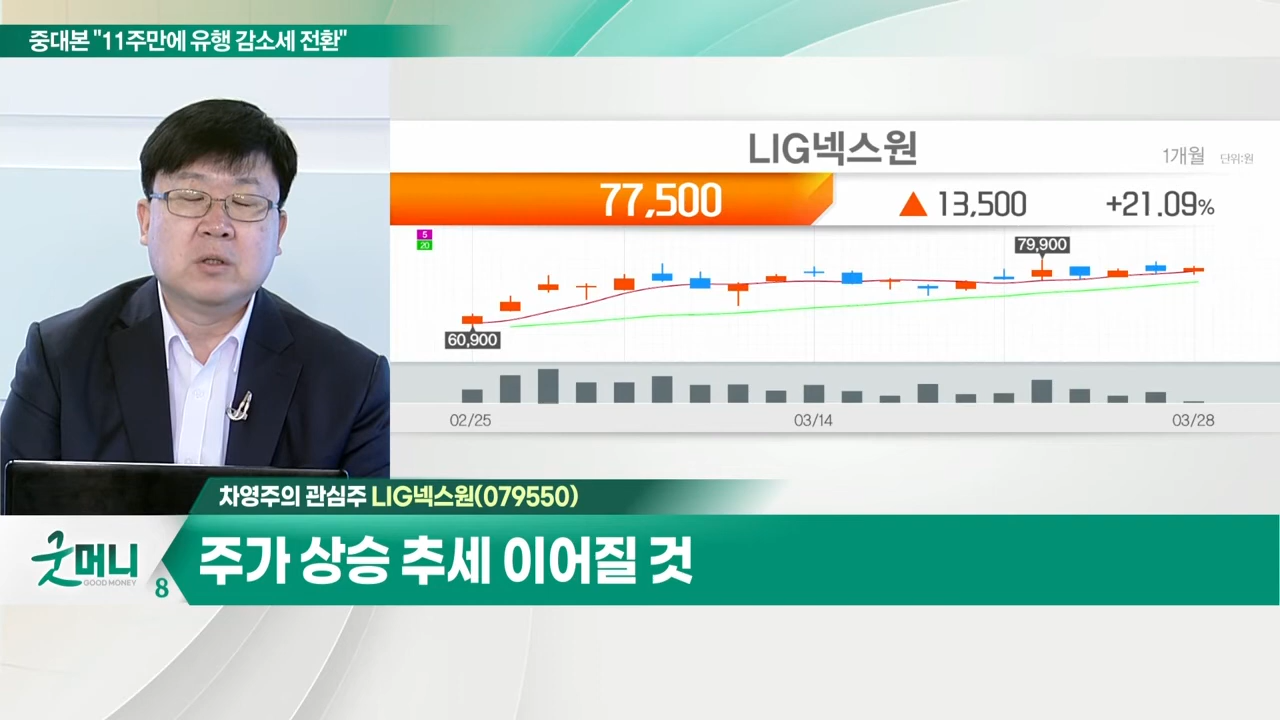 중대본 "11주만에 유행 감소세 전환"
LIG넥스원
1개월 단위:원
77,500 ▲ 13,500 +21.09%
5
20
79,900
60,900
02/25 03/14 03/28
차영주의 관심주 LIG넥스원(079550)
굿머니
GOOD MONEY
8
주가 상승 추세 이어질 것